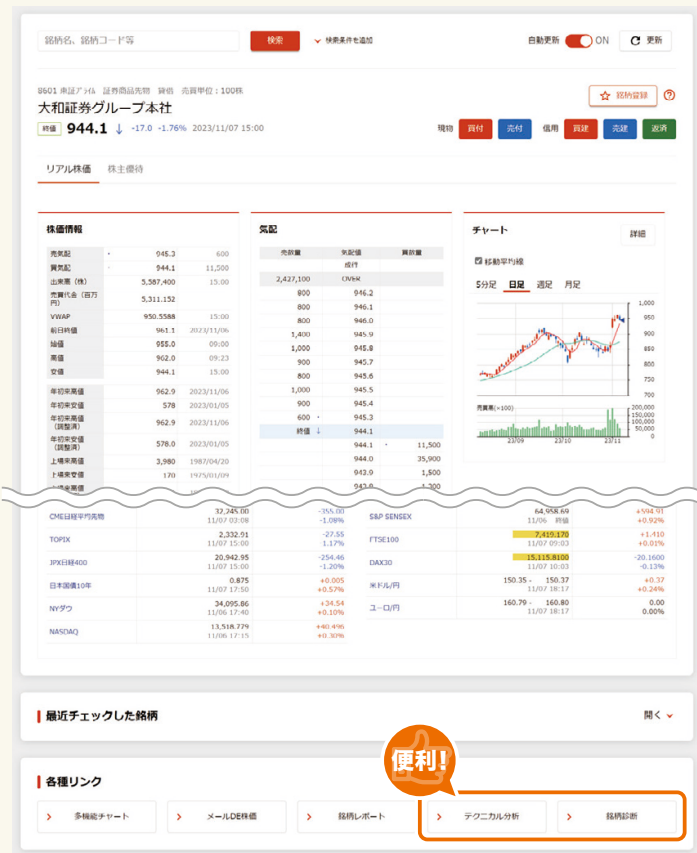 銘柄名、銘柄コード等 検索 検索条件を追加 自動更新 ON 更新
8601 東証プライム 証券商品先物 貸借 売買単位：100株
銘柄登録
大和証券グループ本社
終値 944.1 ↓ -17.0 -1.76% 2023/11/07 15:00 現物 買付 売付 信用 買建 売建 返済
リアル株価 株主優待
株価情報
売気配 945.3 600
買気配 944.1 11,500
出来高（株） 5,587,400 15:00
売買代金（百万円） 5,311.152
VWAP 950.5588 15:00
前日終値 961.1 2023/11/06
始値 955.0 09:00
高値 962.0 09:23
安値 944.1 15:00
年初来高値 962.9 2023/11/06
年初来安値 578 2023/01/05
年初来高値（調整済） 962.9 2023/11/06
年初来安値（調整済） 578.0 2023/01/05
上場来高値 3,980 1987/04/20
上場来安値 170 1975/01/09
気配
売数量 気配値 買数量
成行
2,427,100 OVER
800 946.2
800 946.1
800 946.0
1,400 945.9
1,000 945.8
900 945.7
800 945.6
1,000 945.5
900 945.4
600 945.3
終値 ↓ 944.1
944.1 11,500
944.0 35,900
943.9 1,500
チャート
詳細
移動平均線
5分足 日足 週足 月足
1,000
950
900
850
800
750
700
売買高(×100)
200,000
150,000
100,000
50,000
0
23/09 23/10 23/11
CME日経平均先物 32,245.00 -355.00
11/07 03:08 -1.08%
TOPIX 2,332.91 -27.55
11/07 15:00 1.17%
JPX日経400 20,942.95 -254.46
11/07 15:00 -1.20%
日本国債10年 0.875 +0.005
11/07 17:50 +0.57%
NYダウ 34,095.86 +34.54
11/06 17:40 +0.10%
NASDAQ 13,518.779 +40.496
11/06 17:15 +0.30%
S&P SENSEX 64,958.69 +594.91
11/06 終値 +0.92%
FTSE100 7,419.170 +1.410
11/07 09:03 +0.01%
DAX30 15,115.8100 -20.1600
11/07 10:03 -0.13%
米ドル/円 150.35 - 150.37 +0.37
11/07 18:17 +0.24%
ユーロ/円 160.79 - 160.80 0.00
11/07 18:17 0.00%
最近チェックした銘柄 開く
便利!
各種リンク
多機能チャート メールDE株価 銘柄レポート テクニカル分析 銘柄診断